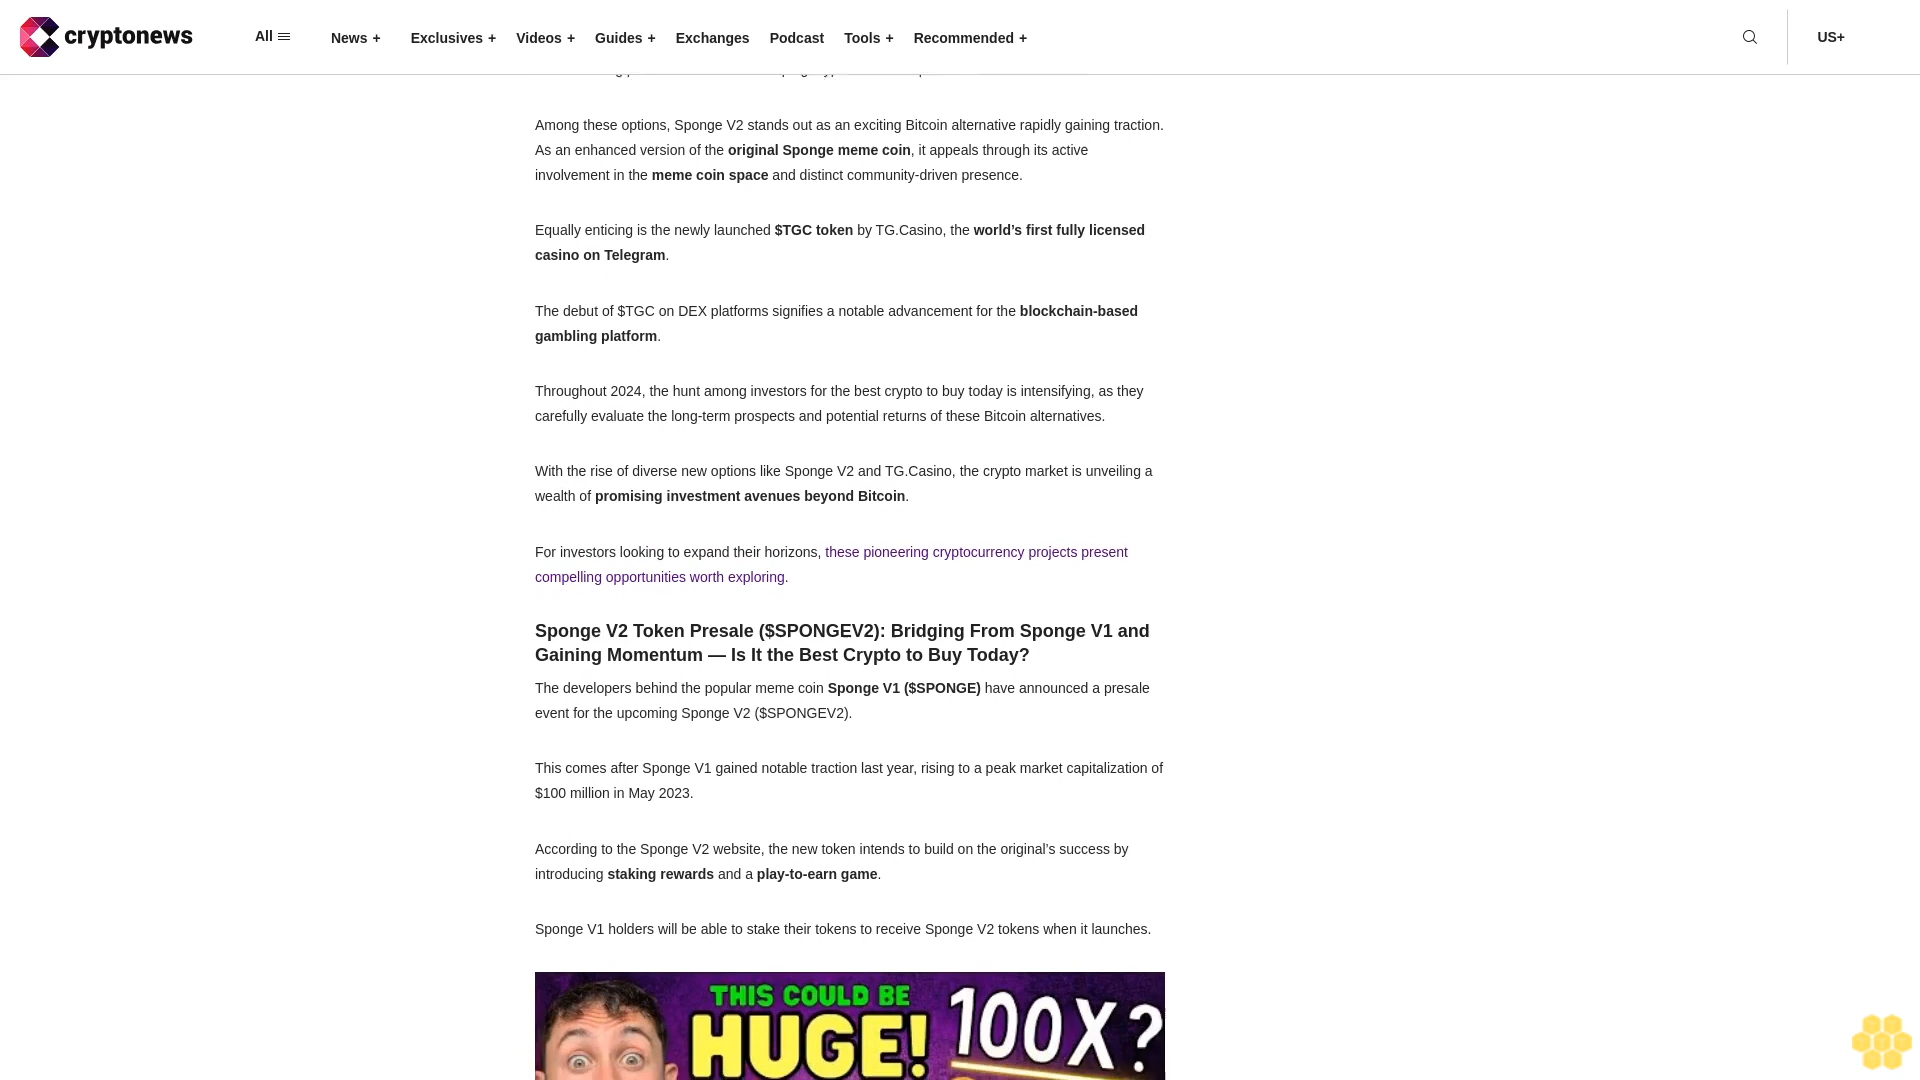 cryptonews
All
News +
Exclusives +
Videos +
Guides +
Exchanges
Podcast
Tools +
Recommended +
US+
Among these options, Sponge V2 stands out as an exciting Bitcoin alternative rapidly gaining traction.
As an enhanced version of the original Sponge meme coin, it appeals through its active
involvement in the meme coin space and distinct community-driven presence.
Equally enticing is the newly launched $TGC token by TG.Casino, the world’s first fully licensed
casino on Telegram.
The debut of $TGC on DEX platforms signifies a notable advancement for the blockchain-based
gambling platform.
Throughout 2024, the hunt among investors for the best crypto to buy today is intensifying, as they
carefully evaluate the long-term prospects and potential returns of these Bitcoin alternatives.
With the rise of diverse new options like Sponge V2 and TG.Casino, the crypto market is unveiling a
wealth of promising investment avenues beyond Bitcoin.
For investors looking to expand their horizons, these pioneering cryptocurrency projects present
compelling opportunities worth exploring.
Sponge V2 Token Presale ($SPONGEV2): Bridging From Sponge V1 and
Gaining Momentum — Is It the Best Crypto to Buy Today?
The developers behind the popular meme coin Sponge V1 ($SPONGE) have announced a presale
event for the upcoming Sponge V2 ($SPONGEV2).
This comes after Sponge V1 gained notable traction last year, rising to a peak market capitalization of
$100 million in May 2023.
According to the Sponge V2 website, the new token intends to build on the original’s success by
introducing staking rewards and a play-to-earn game.
Sponge V1 holders will be able to stake their tokens to receive Sponge V2 tokens when it launches.
THIS COULD BE
HUGE!
100X?